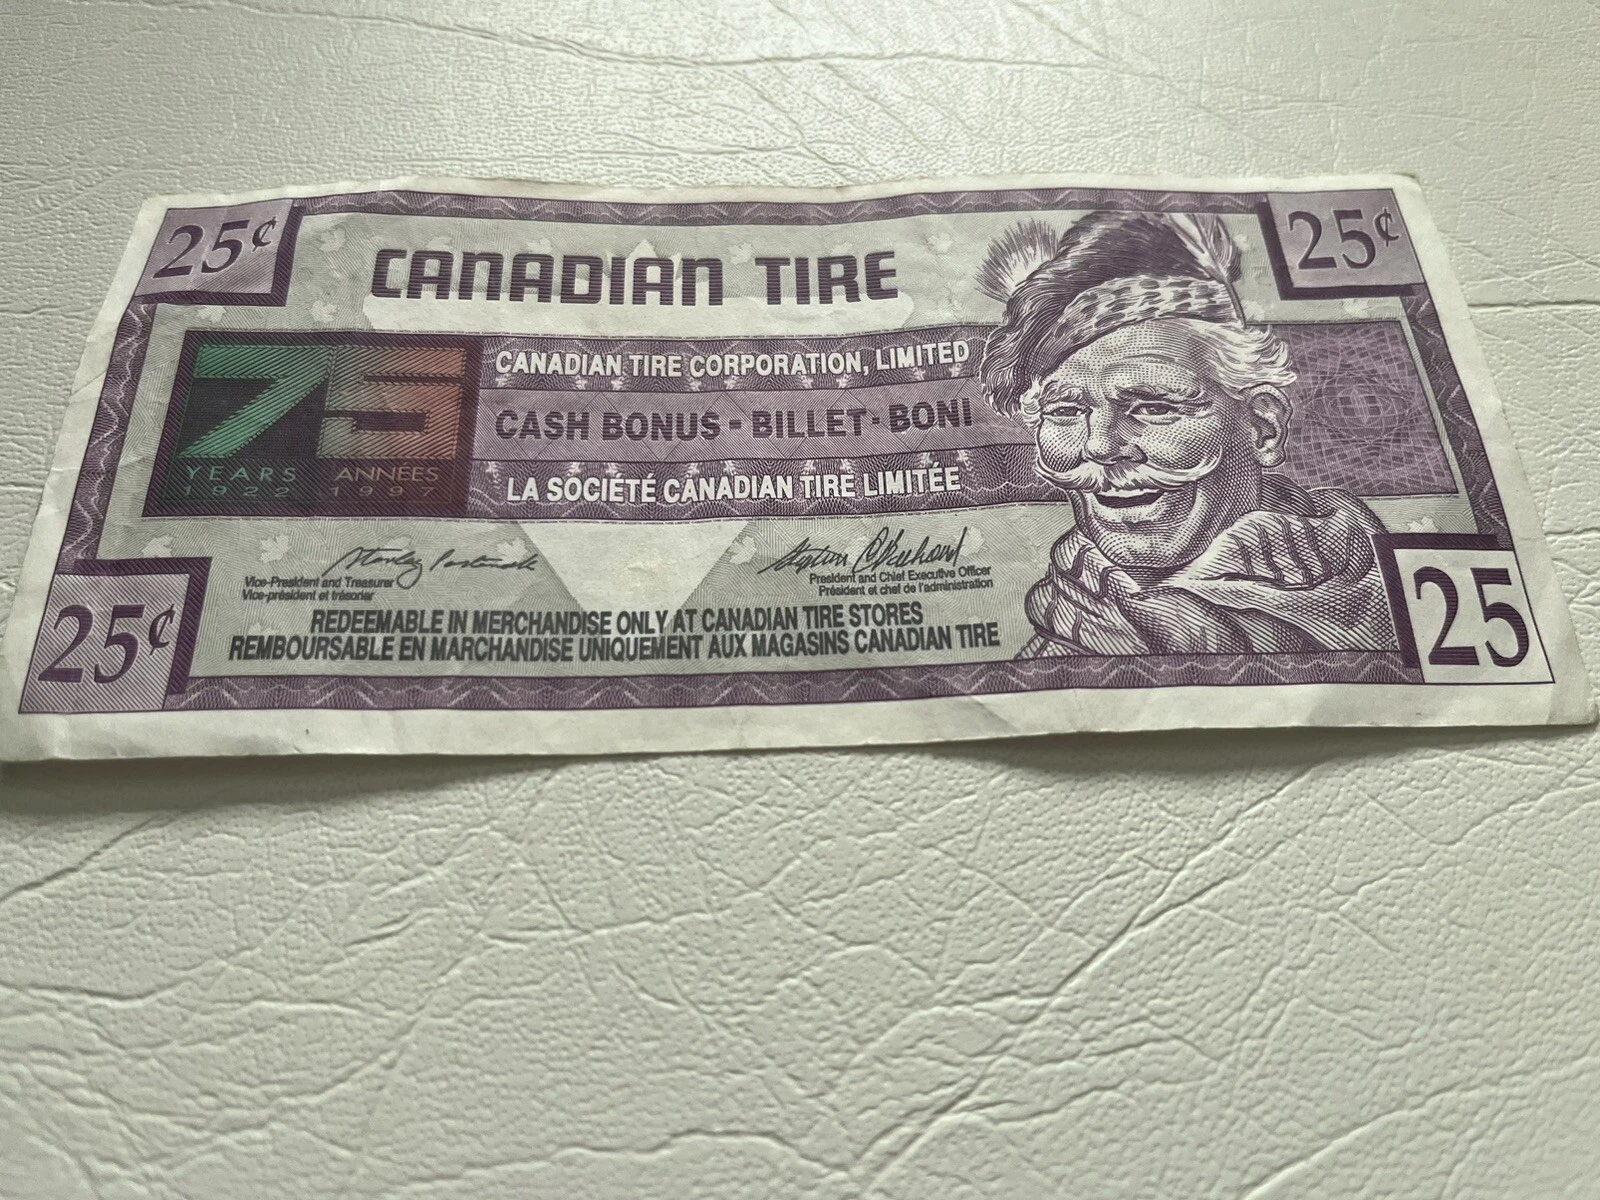 25¢
CANADIAN TIRE
25¢
75
YEARS ANNÉES
1922 1997
CANADIAN TIRE CORPORATION, LIMITED
CASH BONUS - BILLET - BONI
LA SOCIÉTÉ CANADIAN TIRE LIMITÉE
Vice-President and Treasurer
Vice-président et trésorier
President and Chief Executive Officer
Président et chef de l'administration
REDEEMABLE IN MERCHANDISE ONLY AT CANADIAN TIRE STORES
REMBOURSABLE EN MARCHANDISE UNIQUEMENT AUX MAGASINS CANADIAN TIRE
25¢
25